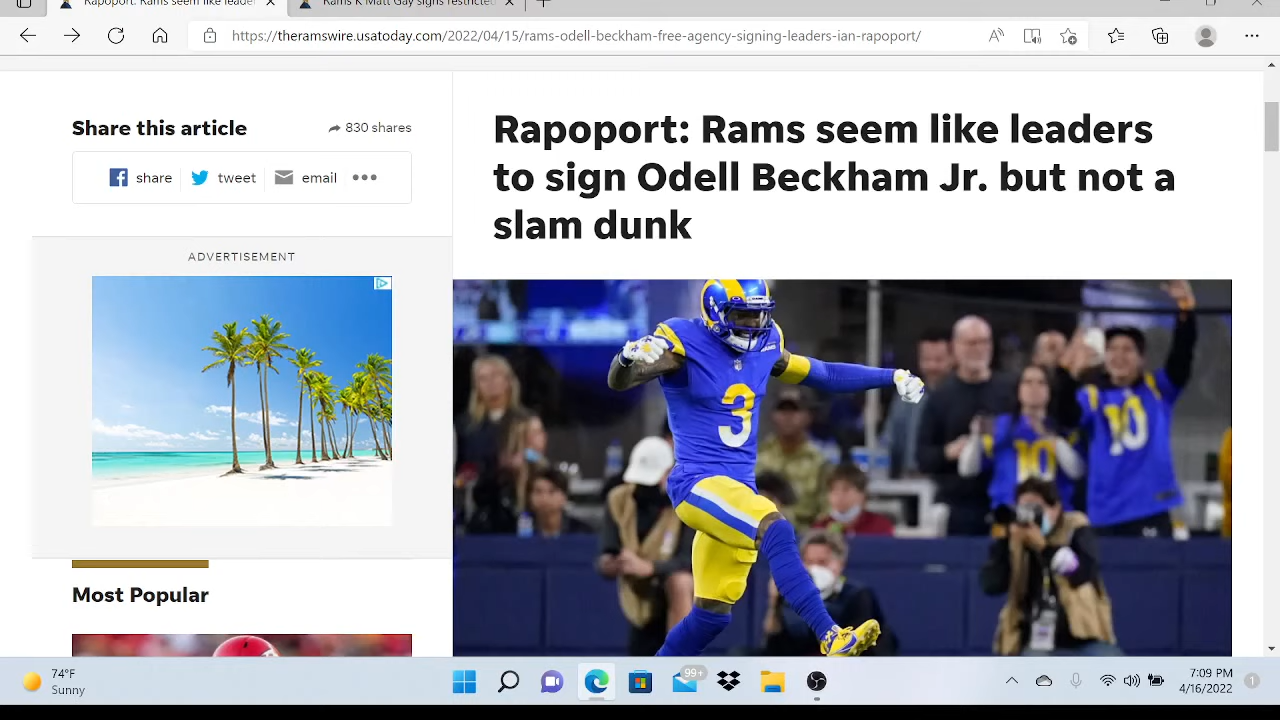 Rapoport: Rams seem like leade
Rams K Matt Gay signs restricted
https://theramswire.usatoday.com/2022/04/15/rams-odell-beckham-free-agency-signing-leaders-ian-rapoport/
Share this article
830 shares
share
tweet
email
ADVERTISEMENT
Most Popular
Rapoport: Rams seem like leaders
to sign Odell Beckham Jr. but not a
slam dunk
3
10
10
74°F
Sunny
99+
7:09 PM
4/16/2022
1